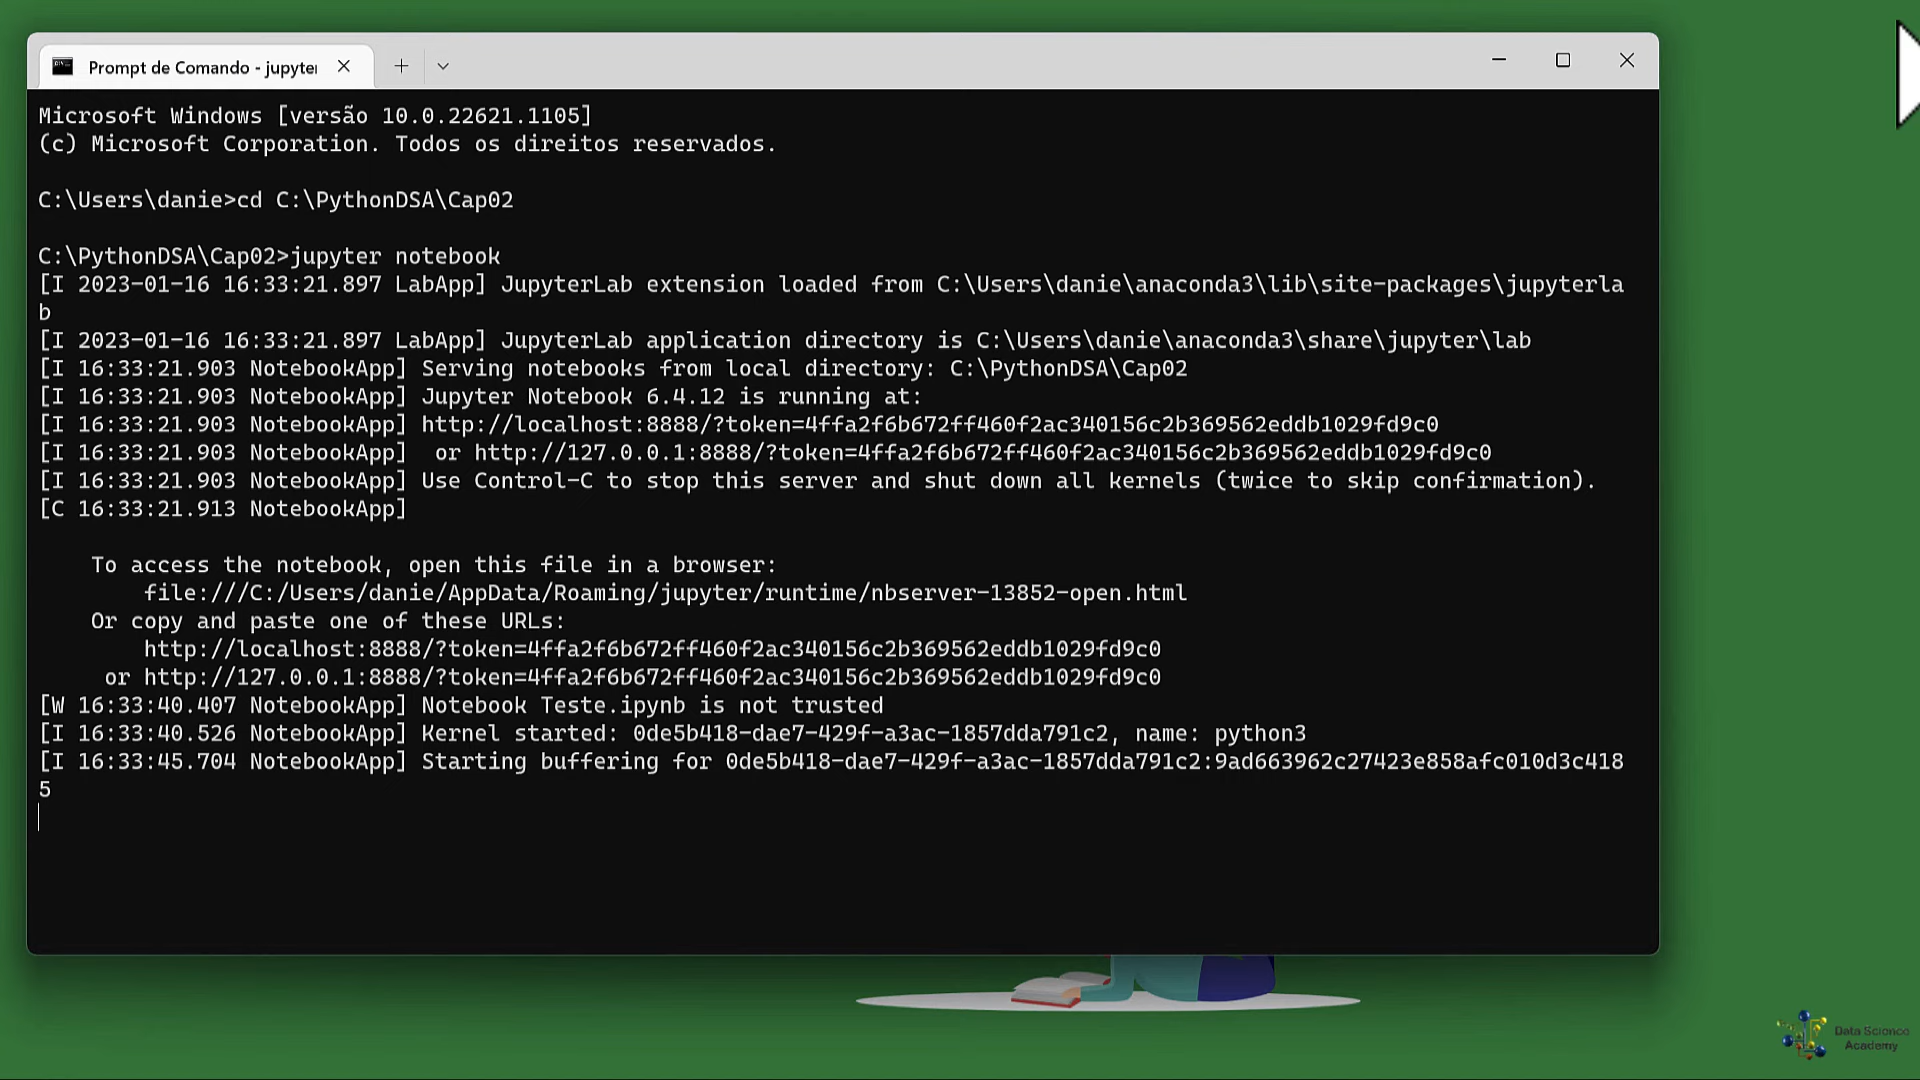 Prompt de Comando - jupyter
Microsoft Windows [versão 10.0.22621.1105]
(c) Microsoft Corporation. Todos os direitos reservados.
C:\Users\danie>cd C:\PythonDSA\Cap02
C:\PythonDSA\Cap02>jupyter notebook
[I 2023-01-16 16:33:21.897 LabApp] JupyterLab extension loaded from C:\Users\danie\anaconda3\lib\site-packages\jupyterla
b
[I 2023-01-16 16:33:21.897 LabApp] JupyterLab application directory is C:\Users\danie\anaconda3\share\jupyter\lab
[I 16:33:21.903 NotebookApp] Serving notebooks from local directory: C:\PythonDSA\Cap02
[I 16:33:21.903 NotebookApp] Jupyter Notebook 6.4.12 is running at:
[I 16:33:21.903 NotebookApp] http://localhost:8888/?token=4ffa2f6b672ff460f2ac340156c2b369562eddb1029fd9c0
[I 16:33:21.903 NotebookApp]  or http://127.0.0.1:8888/?token=4ffa2f6b672ff460f2ac340156c2b369562eddb1029fd9c0
[I 16:33:21.903 NotebookApp] Use Control-C to stop this server and shut down all kernels (twice to skip confirmation).
[C 16:33:21.913 NotebookApp]
To access the notebook, open this file in a browser:
file:///C:/Users/danie/AppData/Roaming/jupyter/runtime/nbserver-13852-open.html
Or copy and paste one of these URLs:
http://localhost:8888/?token=4ffa2f6b672ff460f2ac340156c2b369562eddb1029fd9c0
or http://127.0.0.1:8888/?token=4ffa2f6b672ff460f2ac340156c2b369562eddb1029fd9c0
[W 16:33:40.407 NotebookApp] Notebook Teste.ipynb is not trusted
[I 16:33:40.526 NotebookApp] Kernel started: 0de5b418-dae7-429f-a3ac-1857dda791c2, name: python3
[I 16:33:45.704 NotebookApp] Starting buffering for 0de5b418-dae7-429f-a3ac-1857dda791c2:9ad663962c27423e858afc010d3c418
5
Data Science
Academy